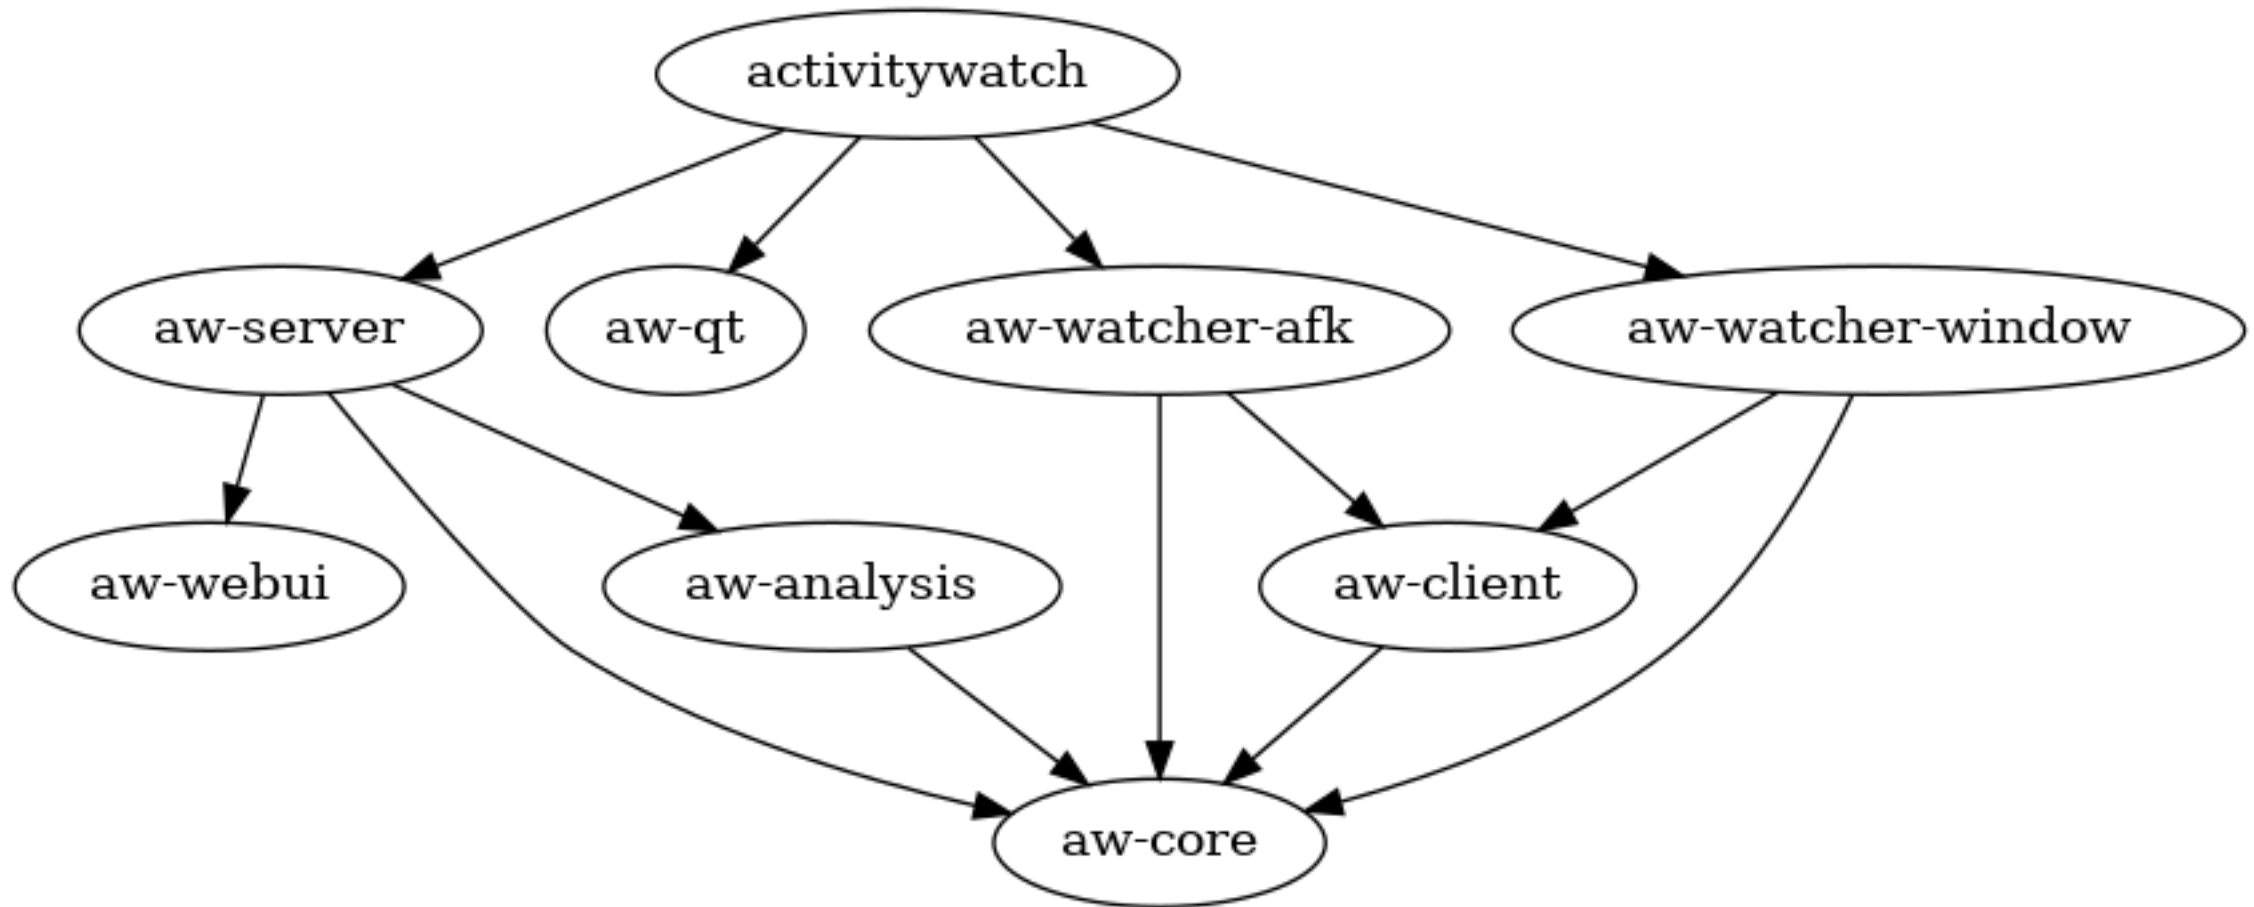 activitywatch
aw-server
aw-qt
aw-watcher-afk
aw-watcher-window
aw-webui
aw-analysis
aw-client
aw-core